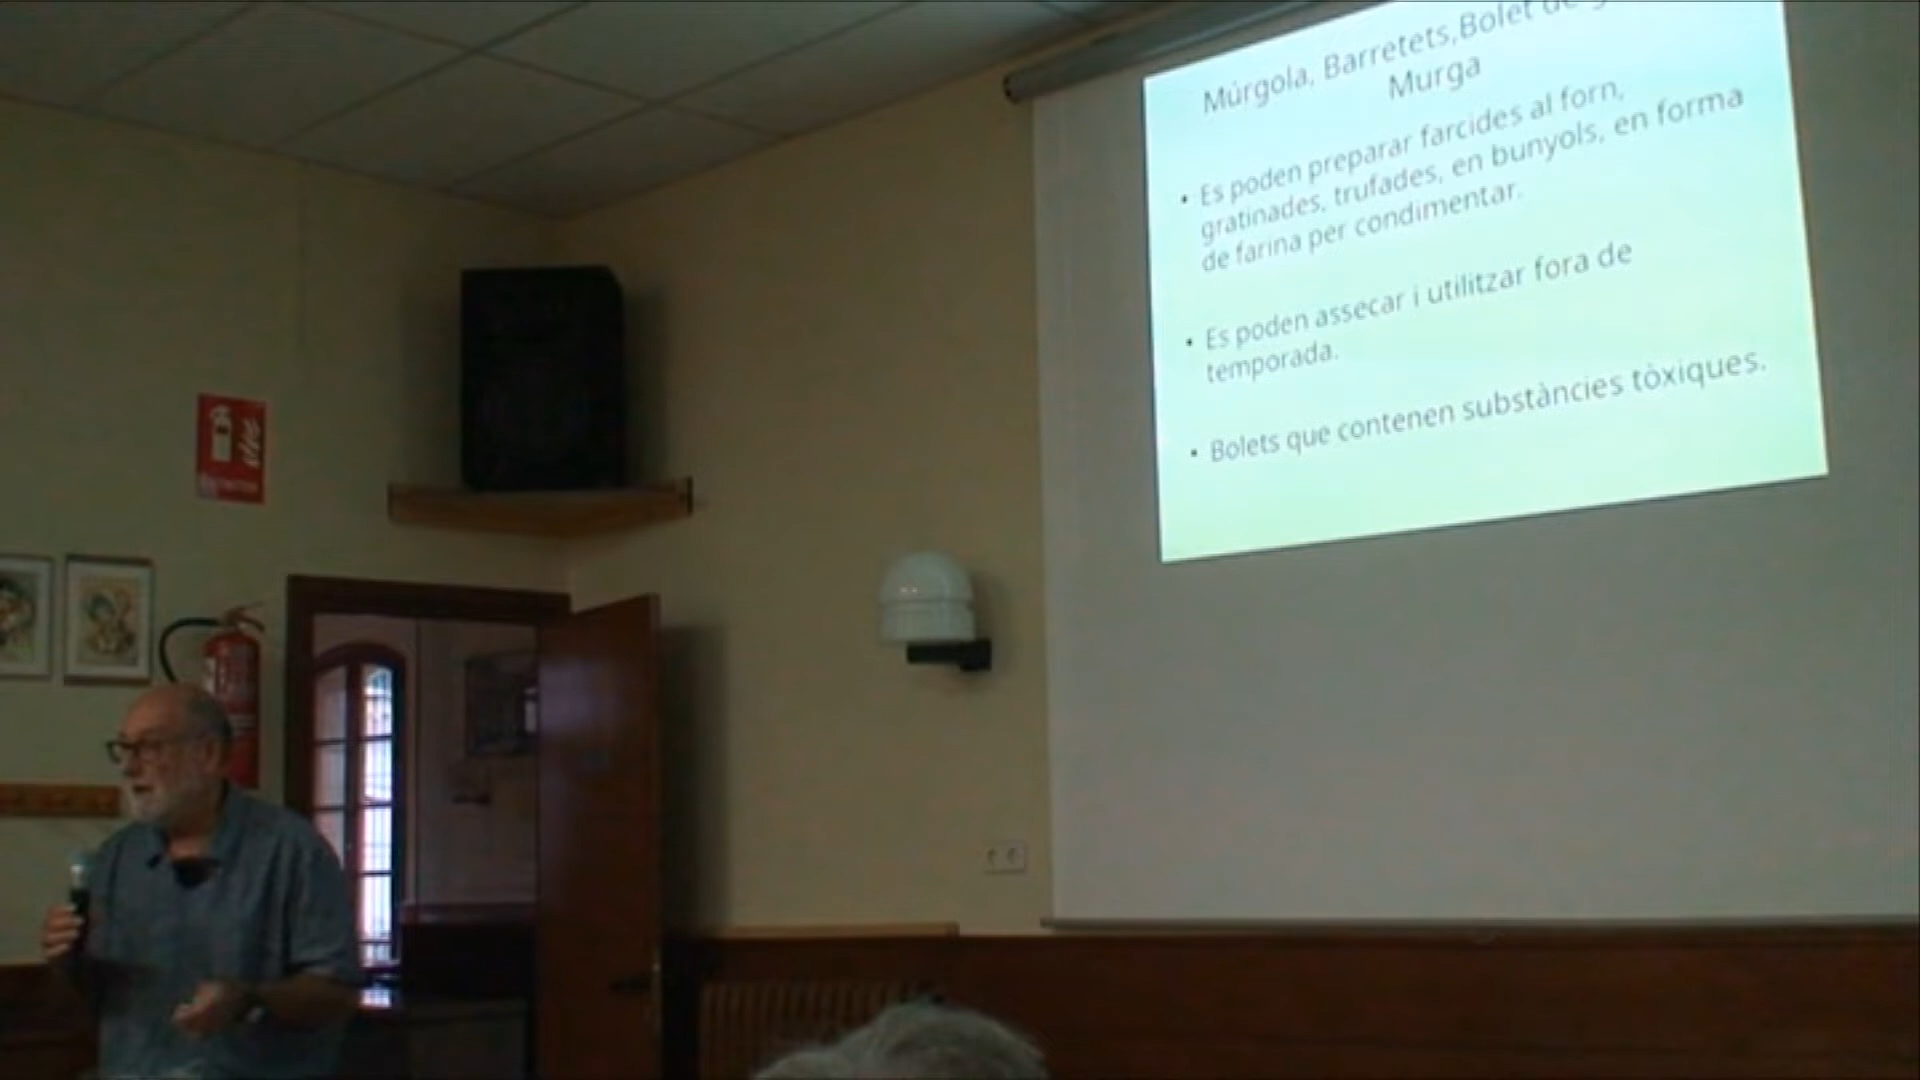 Múrgola, Barretets,Bolet de
Murga
• Es poden preparar farcides al forn,
gratinades, trufades, en bunyols, en forma
de farina per condimentar.
• Es poden assecar i utilitzar fora de
temporada.
• Bolets que contenen substàncies tòxiques.